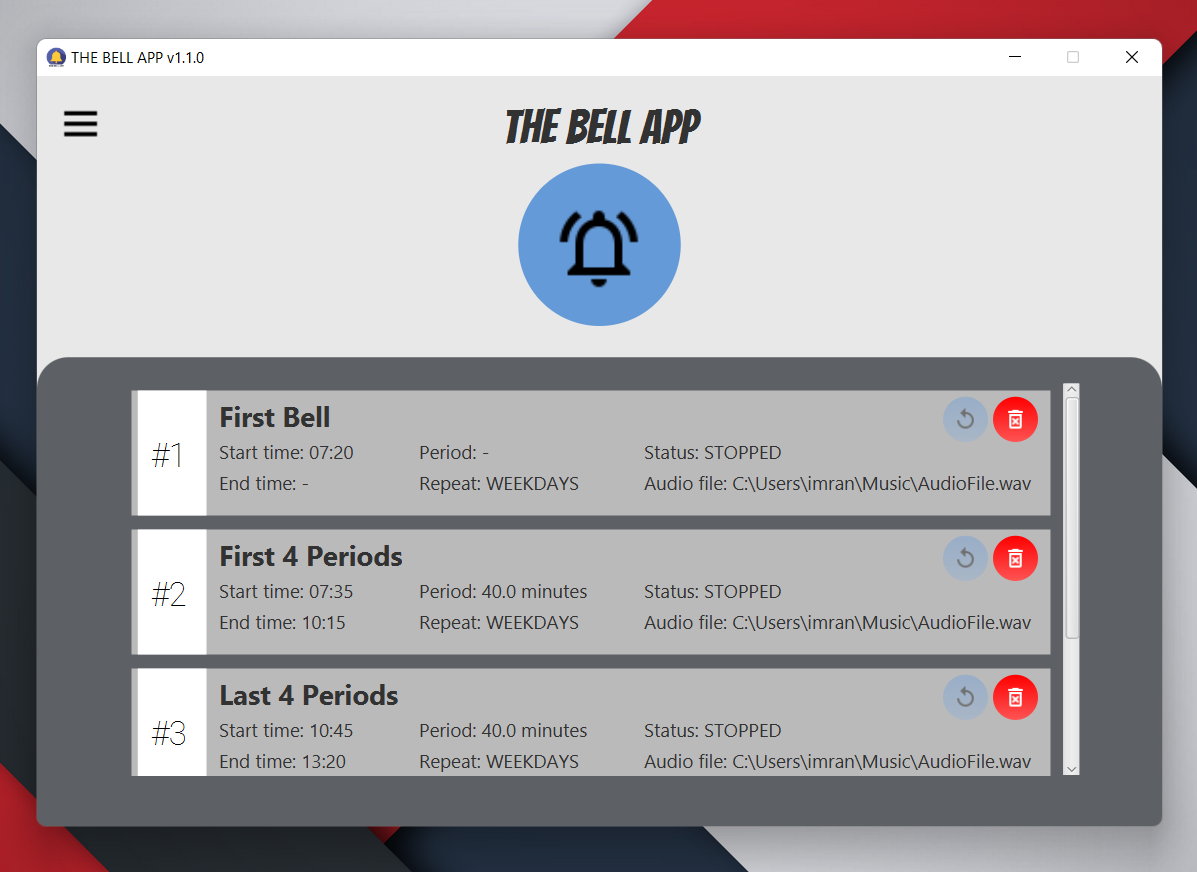 THE BELL APP v1.1.0
THE BELL APP
#1
First Bell
Start time: 07:20 Period: - Status: STOPPED
End time: - Repeat: WEEKDAYS Audio file: C:\Users\imran\Music\AudioFile.wav
#2
First 4 Periods
Start time: 07:35 Period: 40.0 minutes Status: STOPPED
End time: 10:15 Repeat: WEEKDAYS Audio file: C:\Users\imran\Music\AudioFile.wav
#3
Last 4 Periods
Start time: 10:45 Period: 40.0 minutes Status: STOPPED
End time: 13:20 Repeat: WEEKDAYS Audio file: C:\Users\imran\Music\AudioFile.wav